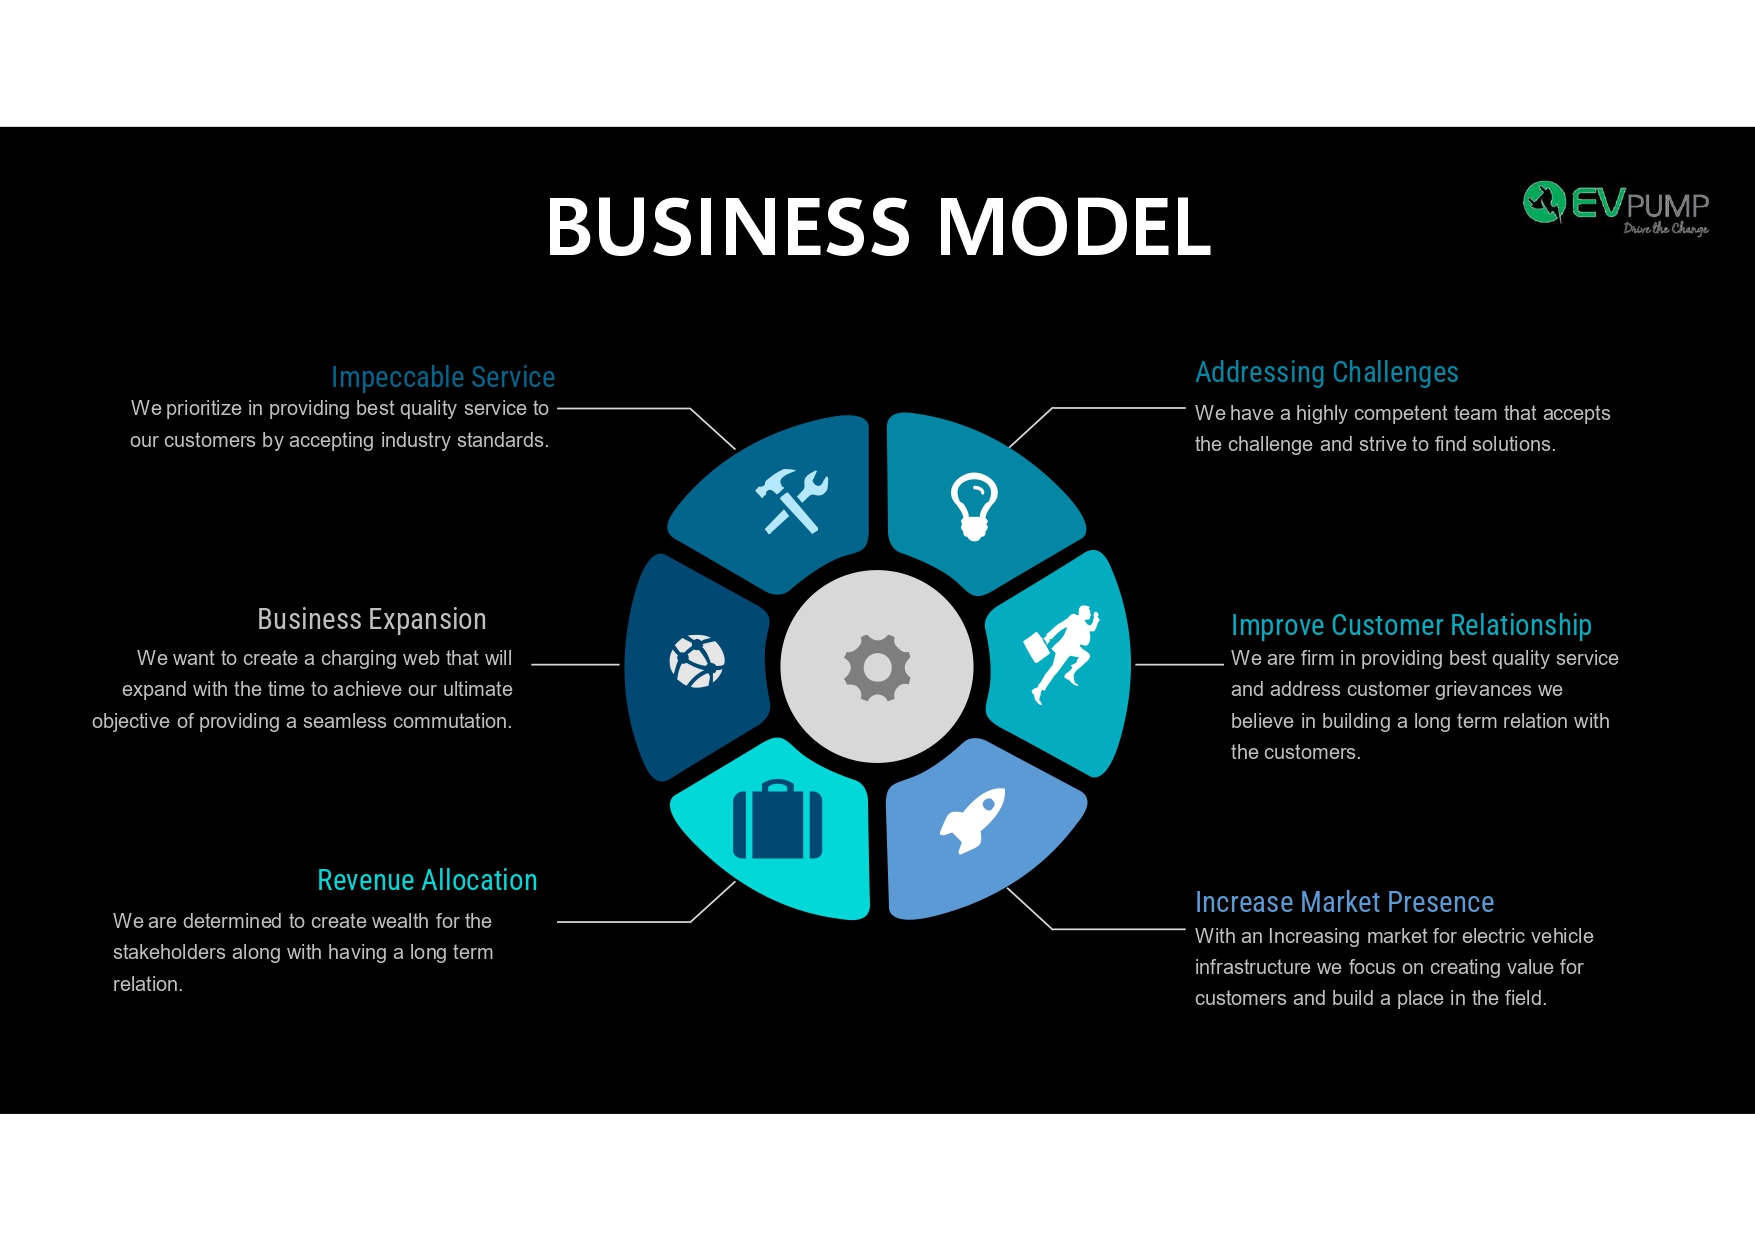 BUSINESS MODEL
EVPUMP
Drive the Change
Impeccable Service
We prioritize in providing best quality service to
our customers by accepting industry standards.
Addressing Challenges
We have a highly competent team that accepts
the challenge and strive to find solutions.
Business Expansion
We want to create a charging web that will
expand with the time to achieve our ultimate
objective of providing a seamless commutation.
Improve Customer Relationship
We are firm in providing best quality service
and address customer grievances we
believe in building a long term relation with
the customers.
Revenue Allocation
We are determined to create wealth for the
stakeholders along with having a long term
relation.
Increase Market Presence
With an Increasing market for electric vehicle
infrastructure we focus on creating value for
customers and build a place in the field.